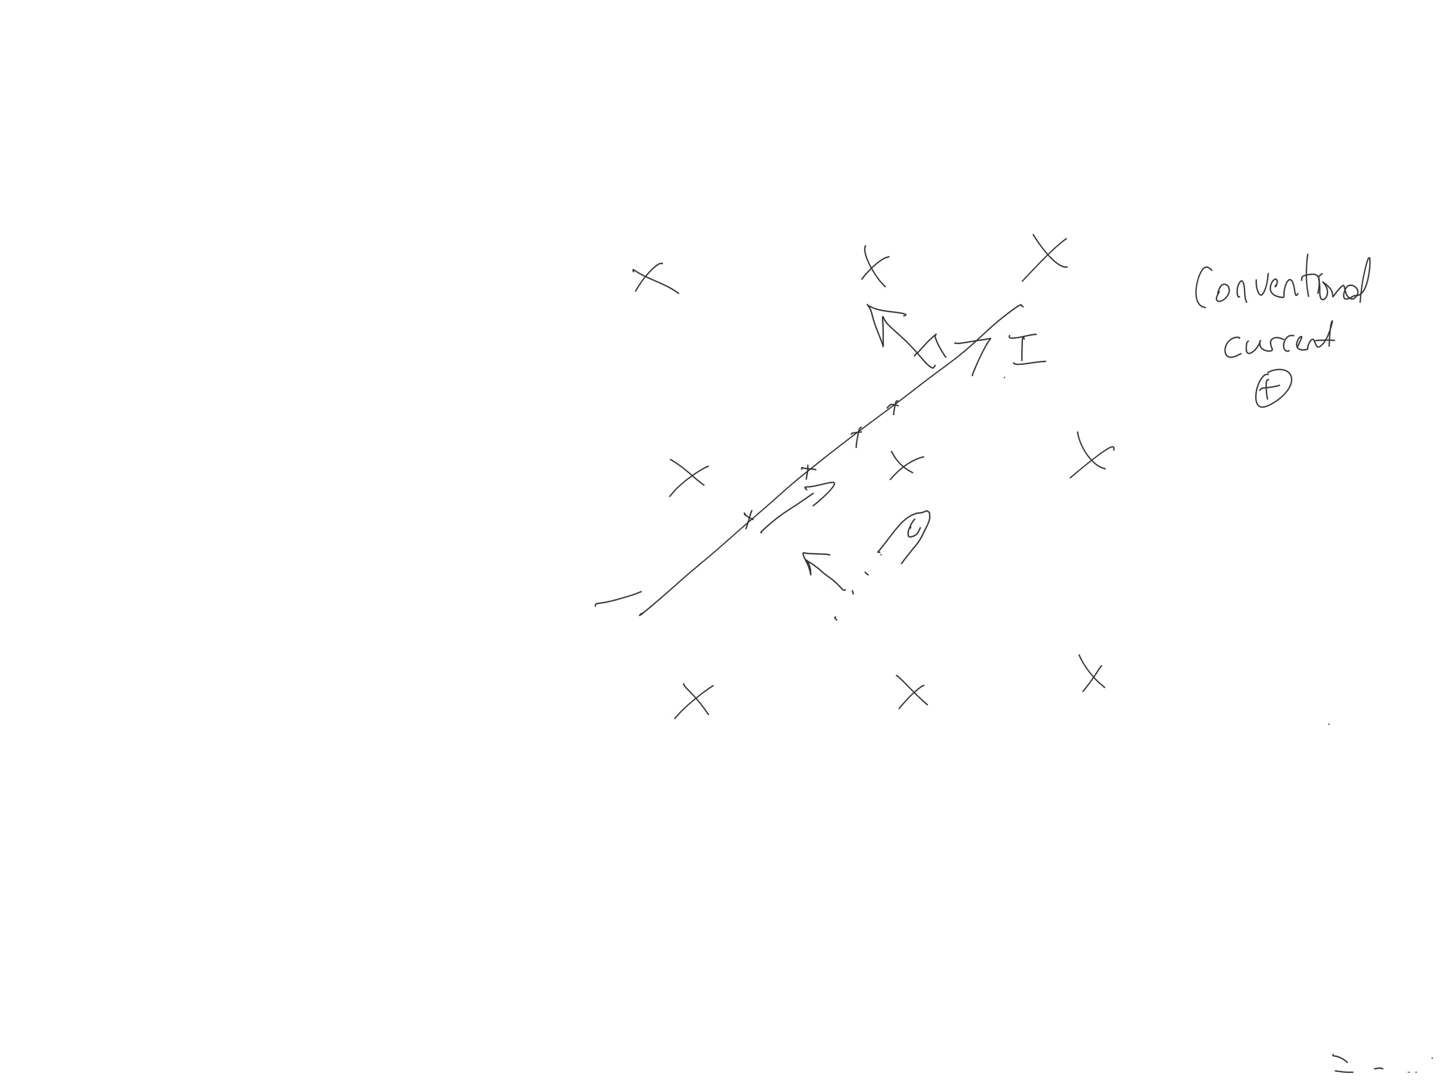 X X X
Conventional
I
current
+
X X X
X X X